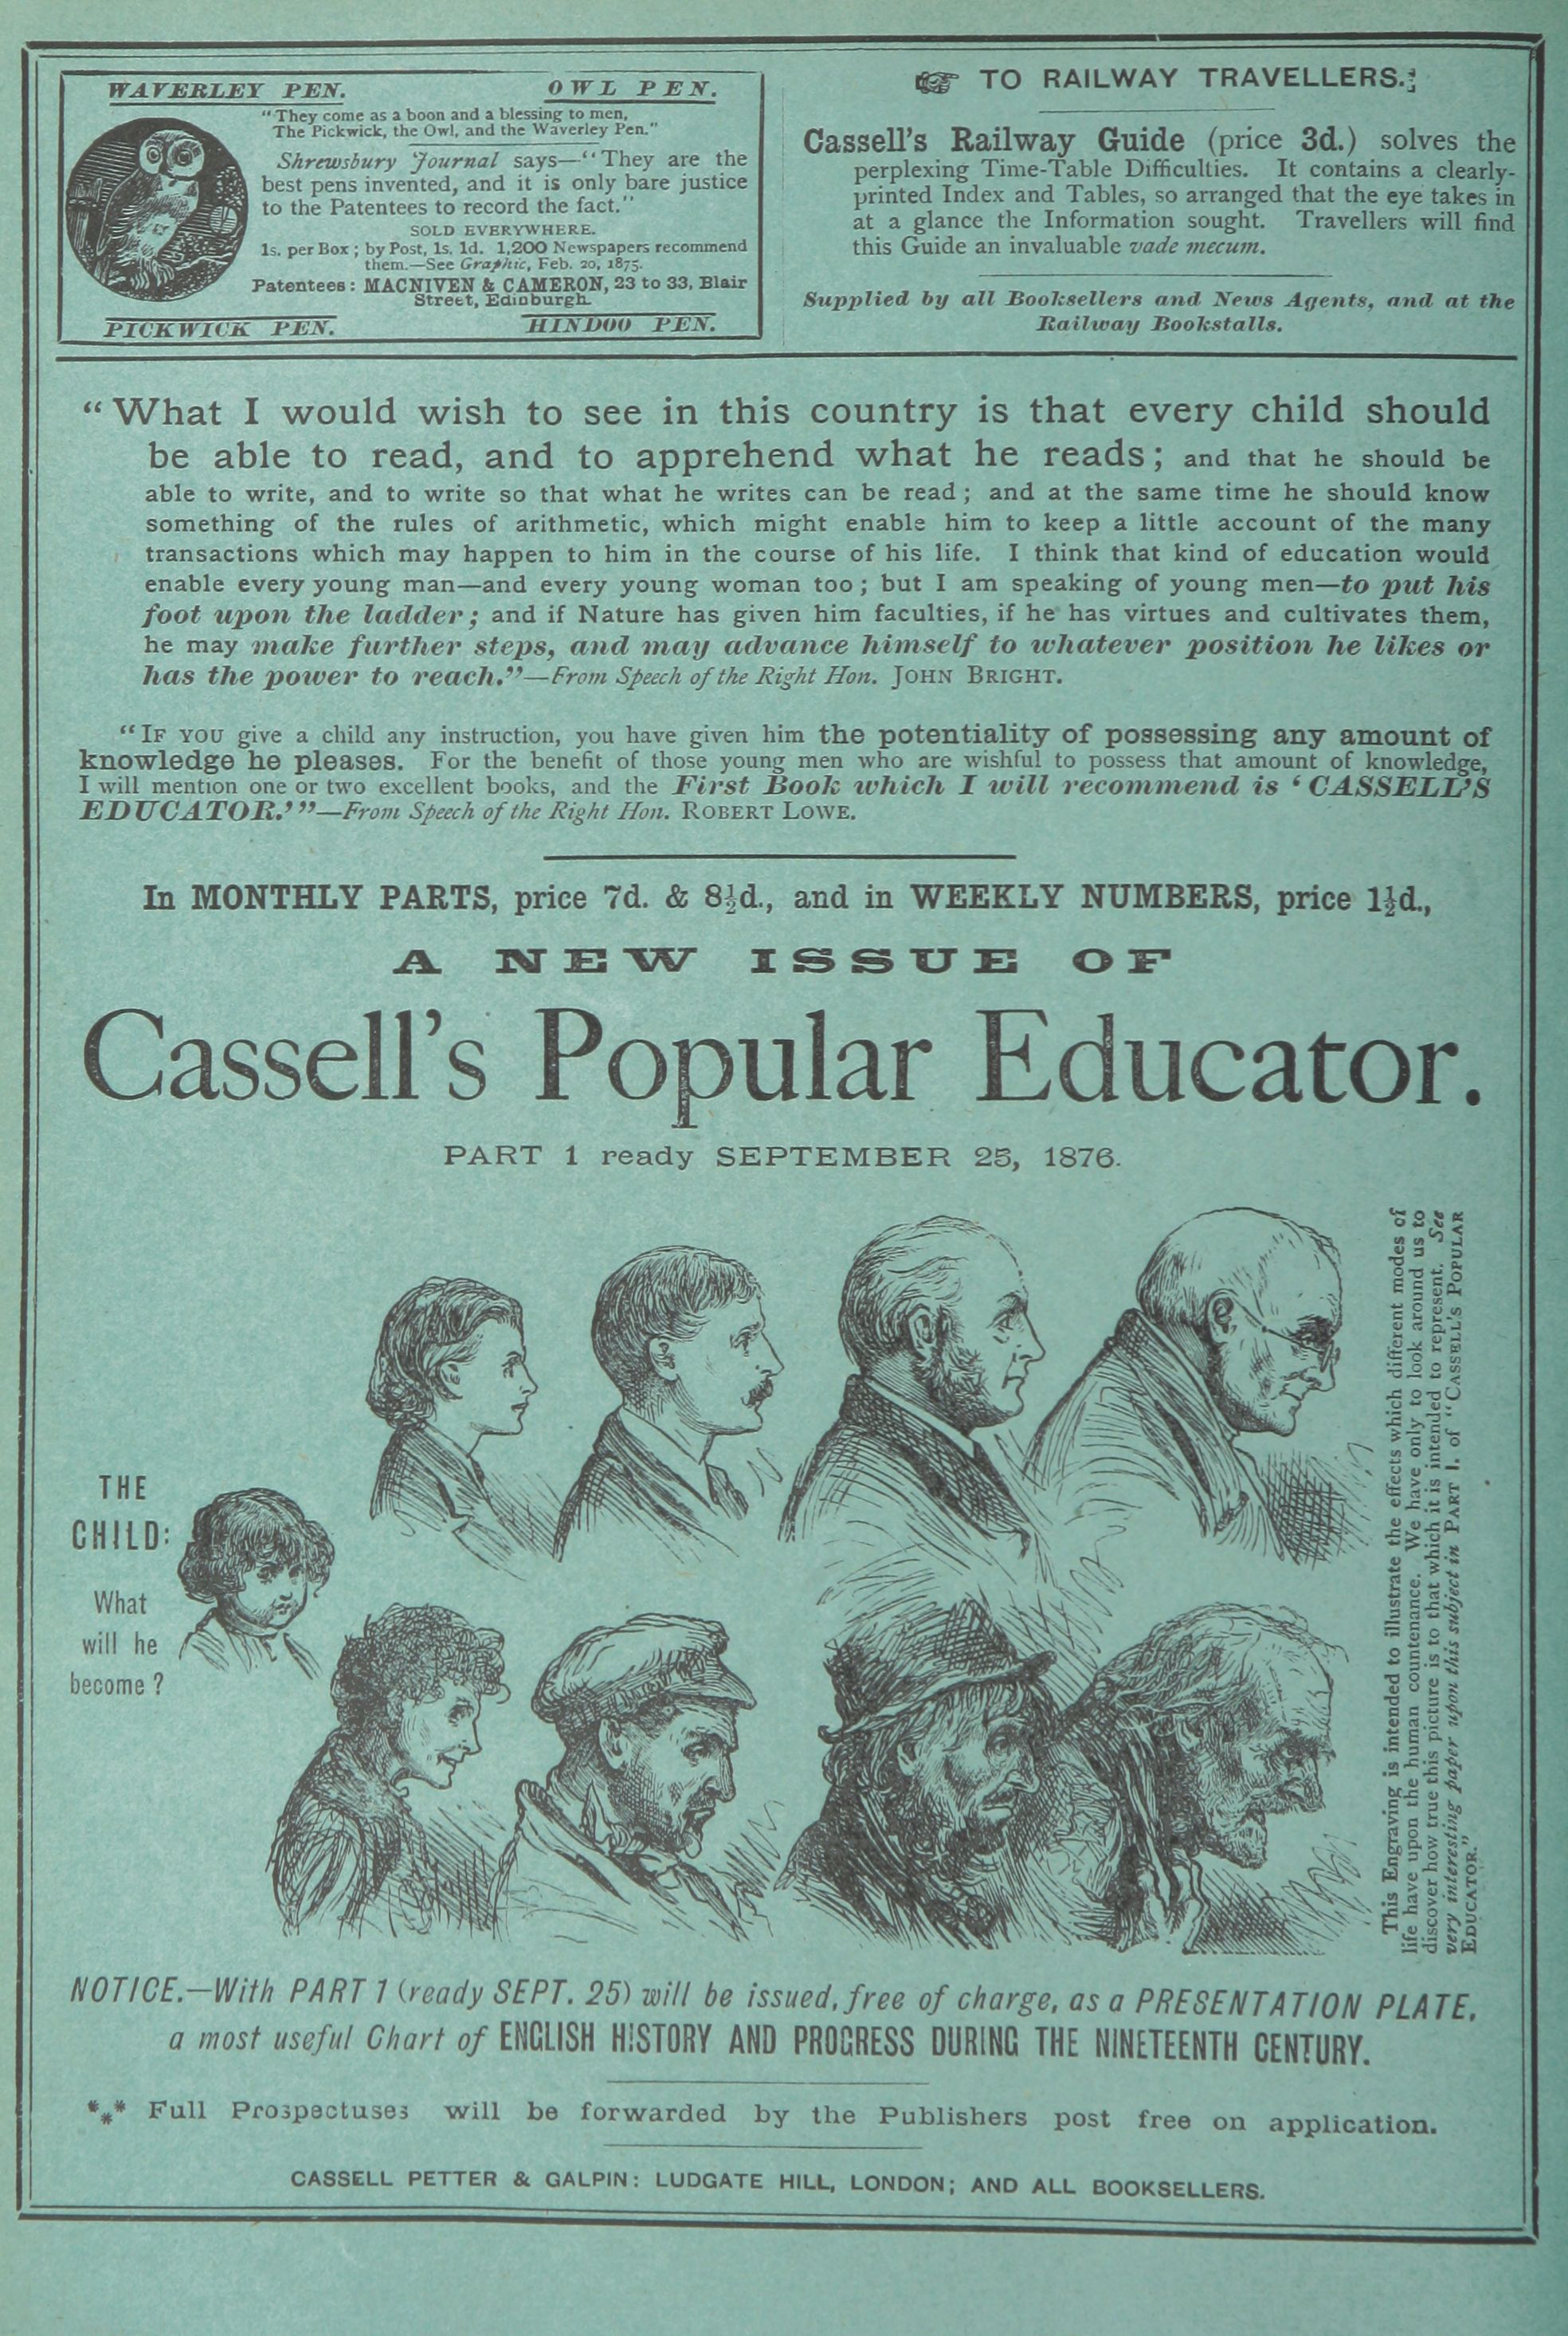 WAVERLEY PEN. OWL PEN.
"They come as a boon and a blessing to men,
The Pickwick, the Owl, and the Waverley Pen."
Shrewsbury Journal says—"They are the
best pens invented, and it is only bare justice
to the Patentees to record the fact."
SOLD EVERYWHERE.
1s. per Box; by Post, 1s. 1d. 1,200 Newspapers recommend
them.—See Graphic, Feb. 20, 1875.
Patentees: MACNIVEN & CAMERON, 23 to 33, Blair
Street, Edinburgh.
PICKWICK PEN. HINDOO PEN.
☞ TO RAILWAY TRAVELLERS.
Cassell's Railway Guide (price 3d.) solves the
perplexing Time-Table Difficulties. It contains a clearly-
printed Index and Tables, so arranged that the eye takes in
at a glance the Information sought. Travellers will find
this Guide an invaluable vade mecum.
Supplied by all Booksellers and News Agents, and at the
Railway Bookstalls.
"What I would wish to see in this country is that every child should
be able to read, and to apprehend what he reads; and that he should be
able to write, and to write so that what he writes can be read; and at the same time he should know
something of the rules of arithmetic, which might enable him to keep a little account of the many
transactions which may happen to him in the course of his life. I think that kind of education would
enable every young man—and every young woman too; but I am speaking of young men—to put his
foot upon the ladder; and if Nature has given him faculties, if he has virtues and cultivates them,
he may make further steps, and may advance himself to whatever position he likes or
has the power to reach."—From Speech of the Right Hon. JOHN BRIGHT.
"IF YOU give a child any instruction, you have given him the potentiality of possessing any amount of
knowledge he pleases. For the benefit of those young men who are wishful to possess that amount of knowledge,
I will mention one or two excellent books, and the First Book which I will recommend is 'CASSELL'S
EDUCATOR.'"—From Speech of the Right Hon. ROBERT LOWE.
In MONTHLY PARTS, price 7d. & 8½d., and in WEEKLY NUMBERS, price 1½d.,
A NEW ISSUE OF
Cassell's Popular Educator.
PART 1 ready SEPTEMBER 25, 1876.
THE
CHILD:
What
will he
become?
This Engraving is intended to illustrate the effects which different modes of
life have upon the human countenance. We have only to look around us to
discover how true this picture is to that which it is intended to represent. See
very interesting paper upon this subject in PART I. of "CASSELL'S POPULAR
EDUCATOR."
NOTICE.—With PART 1 (ready SEPT. 25) will be issued, free of charge, as a PRESENTATION PLATE,
a most useful Chart of ENGLISH HISTORY AND PROGRESS DURING THE NINETEENTH CENTURY.
*** Full Prospectuses will be forwarded by the Publishers post free on application.
CASSELL PETTER & GALPIN: LUDGATE HILL, LONDON; AND ALL BOOKSELLERS.